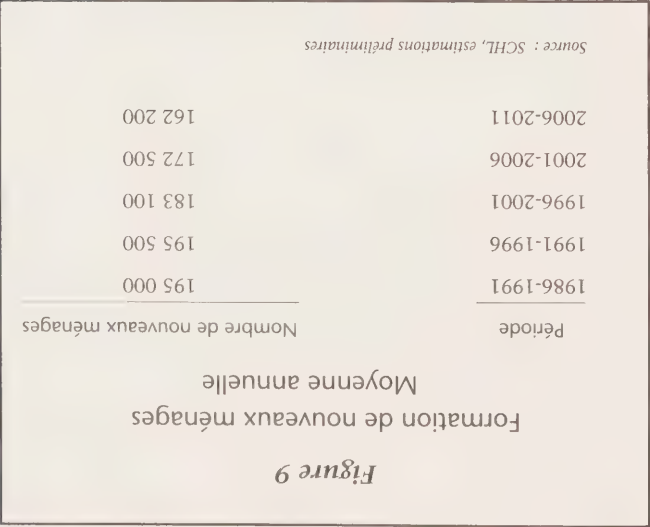 Figure 9
Formation de nouveaux ménages
Moyenne annuelle
Période Nombre de nouveaux ménages
1986-1991 195 000
1991-1996 195 500
1996-2001 183 100
2001-2006 172 500
2006-2011 162 200
Source : SCHL, estimations préliminaires